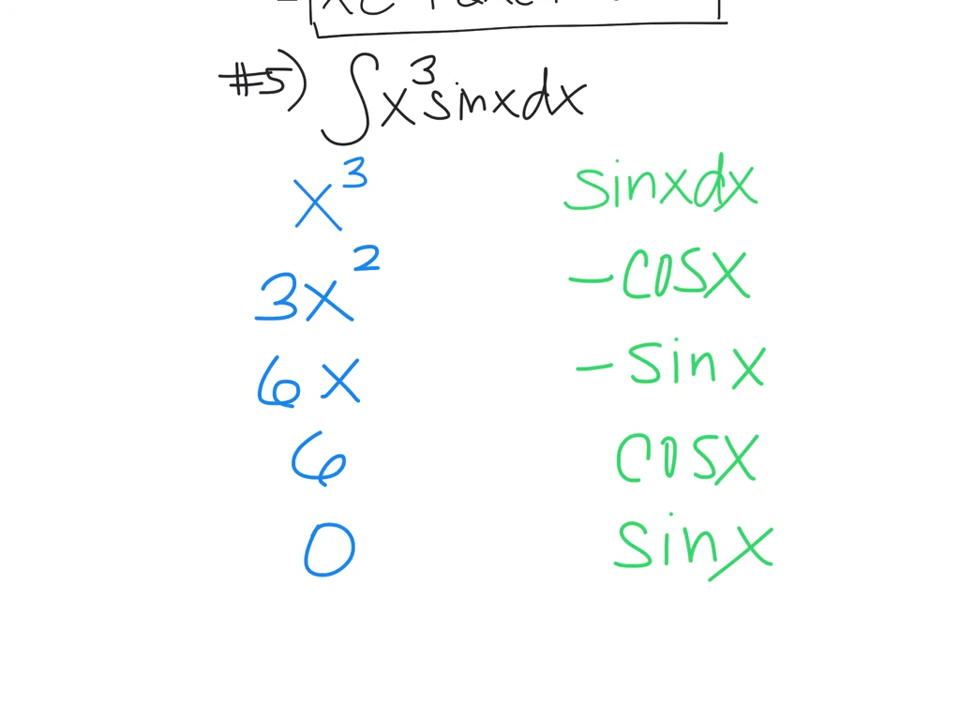 #5) ∫x³sinxdx
x³ sinxdx
3x² -cosx
6x -sinx
6 cosx
0 sinx